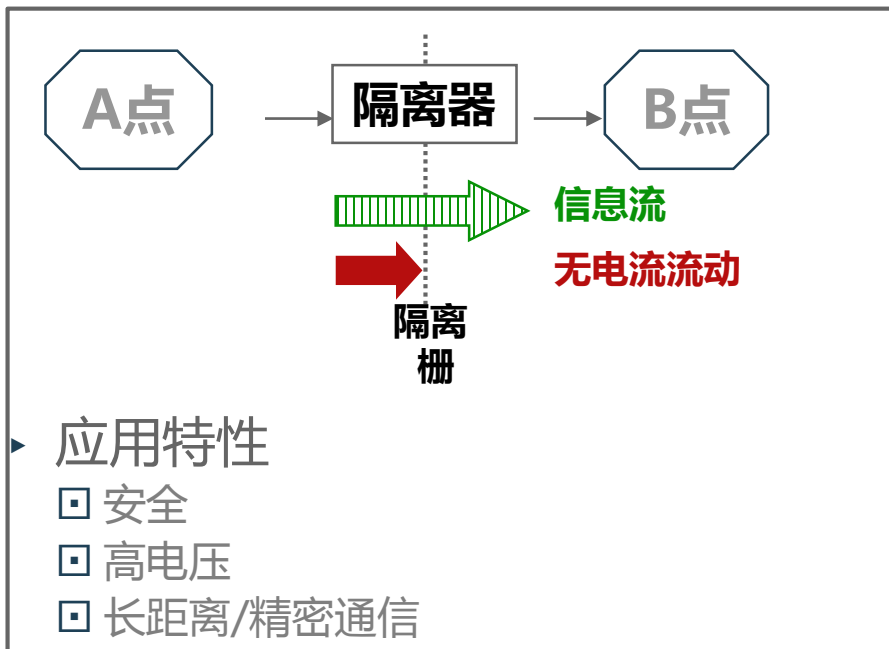 A点
隔离器
B点
信息流
无电流流动
隔离
栅
应用特性
安全
高电压
长距离/精密通信